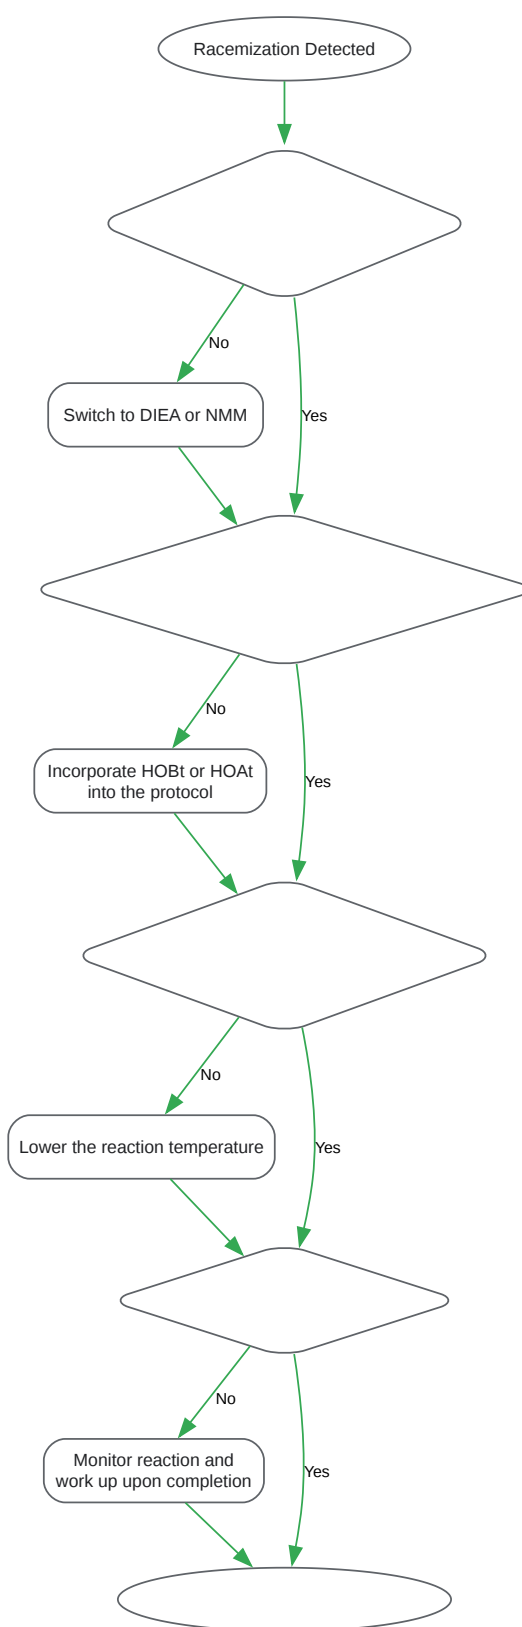 Racemization Detected
No
Switch to DIEA or NMM
Yes
No
Incorporate HOBt or HOAt
into the protocol
Yes
No
Lower the reaction temperature
Yes
No
Monitor reaction and
work up upon completion
Yes